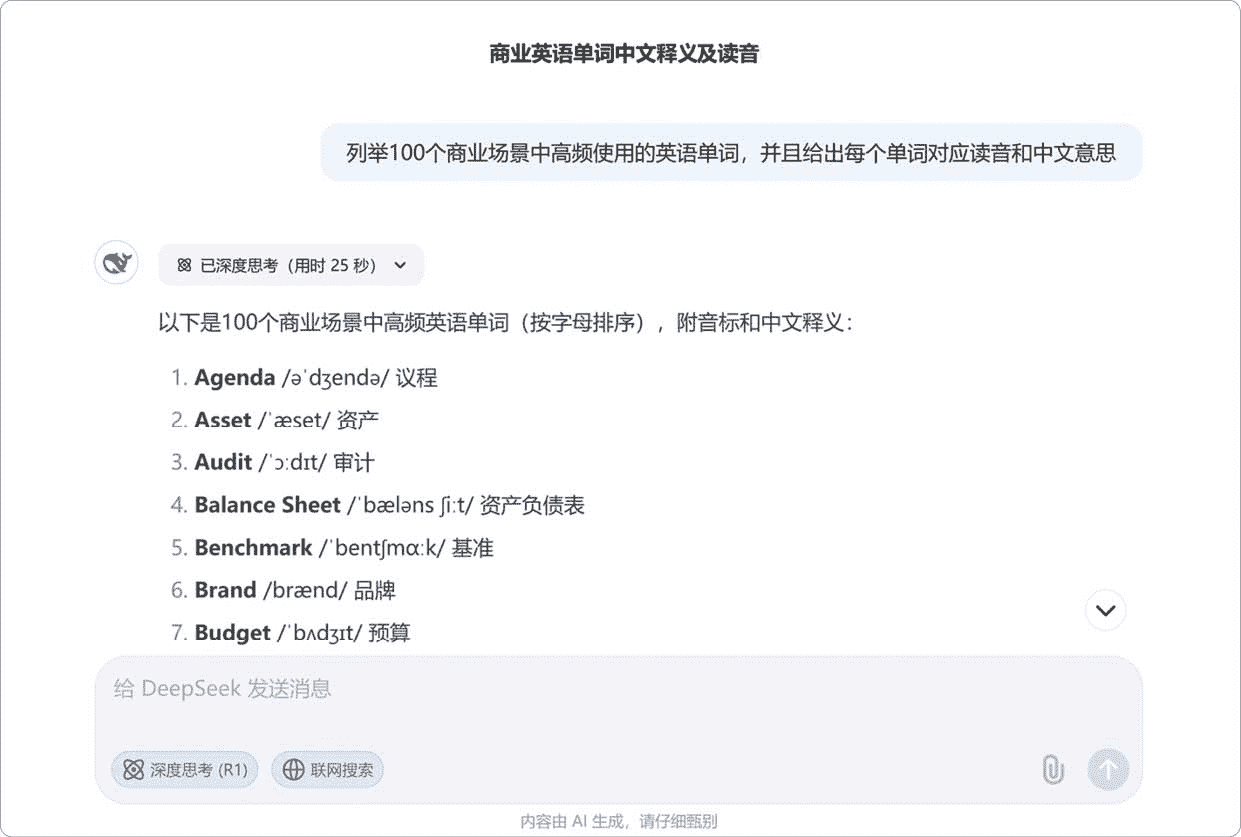 商业英语单词中文释义及读音
列举100个商业场景中高频使用的英语单词，并且给出每个单词对应读音和中文意思
已深度思考（用时 25 秒）
以下是100个商业场景中高频英语单词（按字母排序），附音标和中文释义：
1. Agenda /əˈdʒendə/ 议程
2. Asset /ˈæset/ 资产
3. Audit /ˈɔːdɪt/ 审计
4. Balance Sheet /ˈbæləns ʃiːt/ 资产负债表
5. Benchmark /ˈbentʃmɑːk/ 基准
6. Brand /brænd/ 品牌
7. Budget /ˈbʌdʒɪt/ 预算
给 DeepSeek 发送消息
深度思考 (R1) 联网搜索
内容由 AI 生成，请仔细甄别